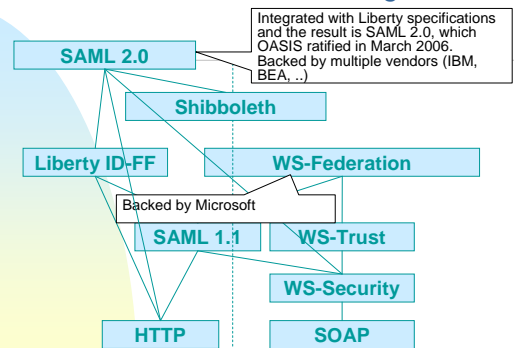 Integrated with Liberty specifications
and the result is SAML 2.0, which
OASIS ratified in March 2006.
Backed by multiple vendors (IBM,
BEA, ..)
SAML 2.0
Shibboleth
Liberty ID-FF
WS-Federation
Backed by Microsoft
SAML 1.1
WS-Trust
WS-Security
HTTP
SOAP